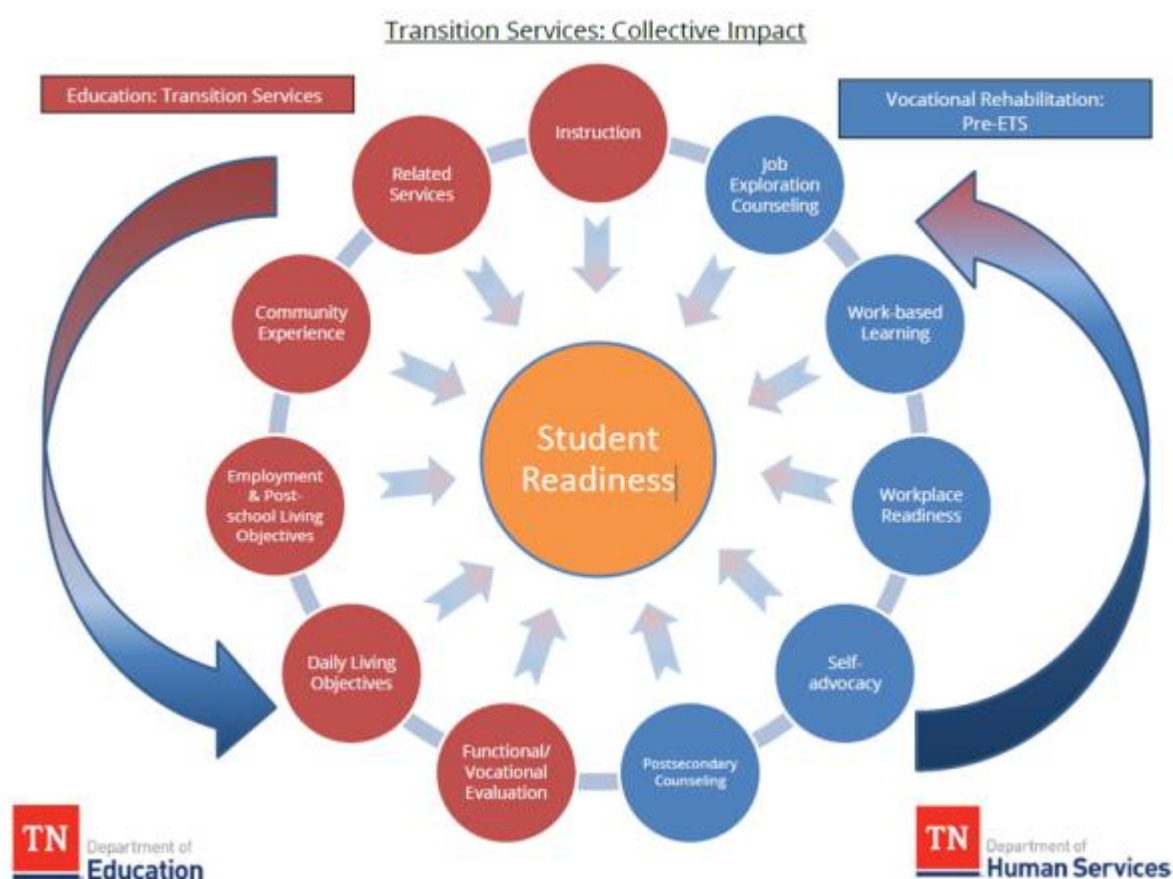 Transition Services: Collective Impact
Education: Transition Services
Vocational Rehabilitation:
Pre-ETS
Instruction
Job
Exploration
Counseling
Work-based
Learning
Workplace
Readiness
Self-
advocacy
Postsecondary
Counseling
Functional/
Vocational
Evaluation
Daily Living
Objectives
Employment
& Post-
school Living
Objectives
Community
Experience
Related
Services
Student
Readiness
TN
Department of
Education
TN
Department of
Human Services